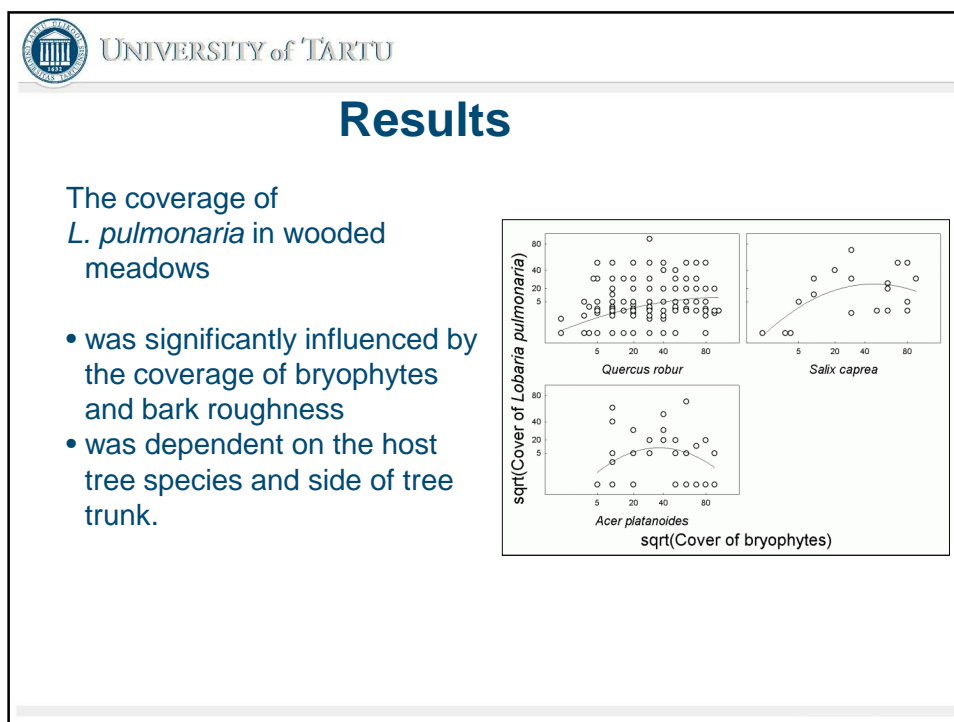 UNIVERSITY of TARTU
Results
The coverage of
L. pulmonaria in wooded
meadows
• was significantly influenced by
the coverage of bryophytes
and bark roughness
• was dependent on the host
tree species and side of tree
trunk.
sqrt(Cover of Lobaria pulmonaria)
80
40
20
5
5 20 40 80
Quercus robur
5 20 40 80
Salix caprea
80
40
20
5
5 20 40 80
Acer platanoides
sqrt(Cover of bryophytes)
1632